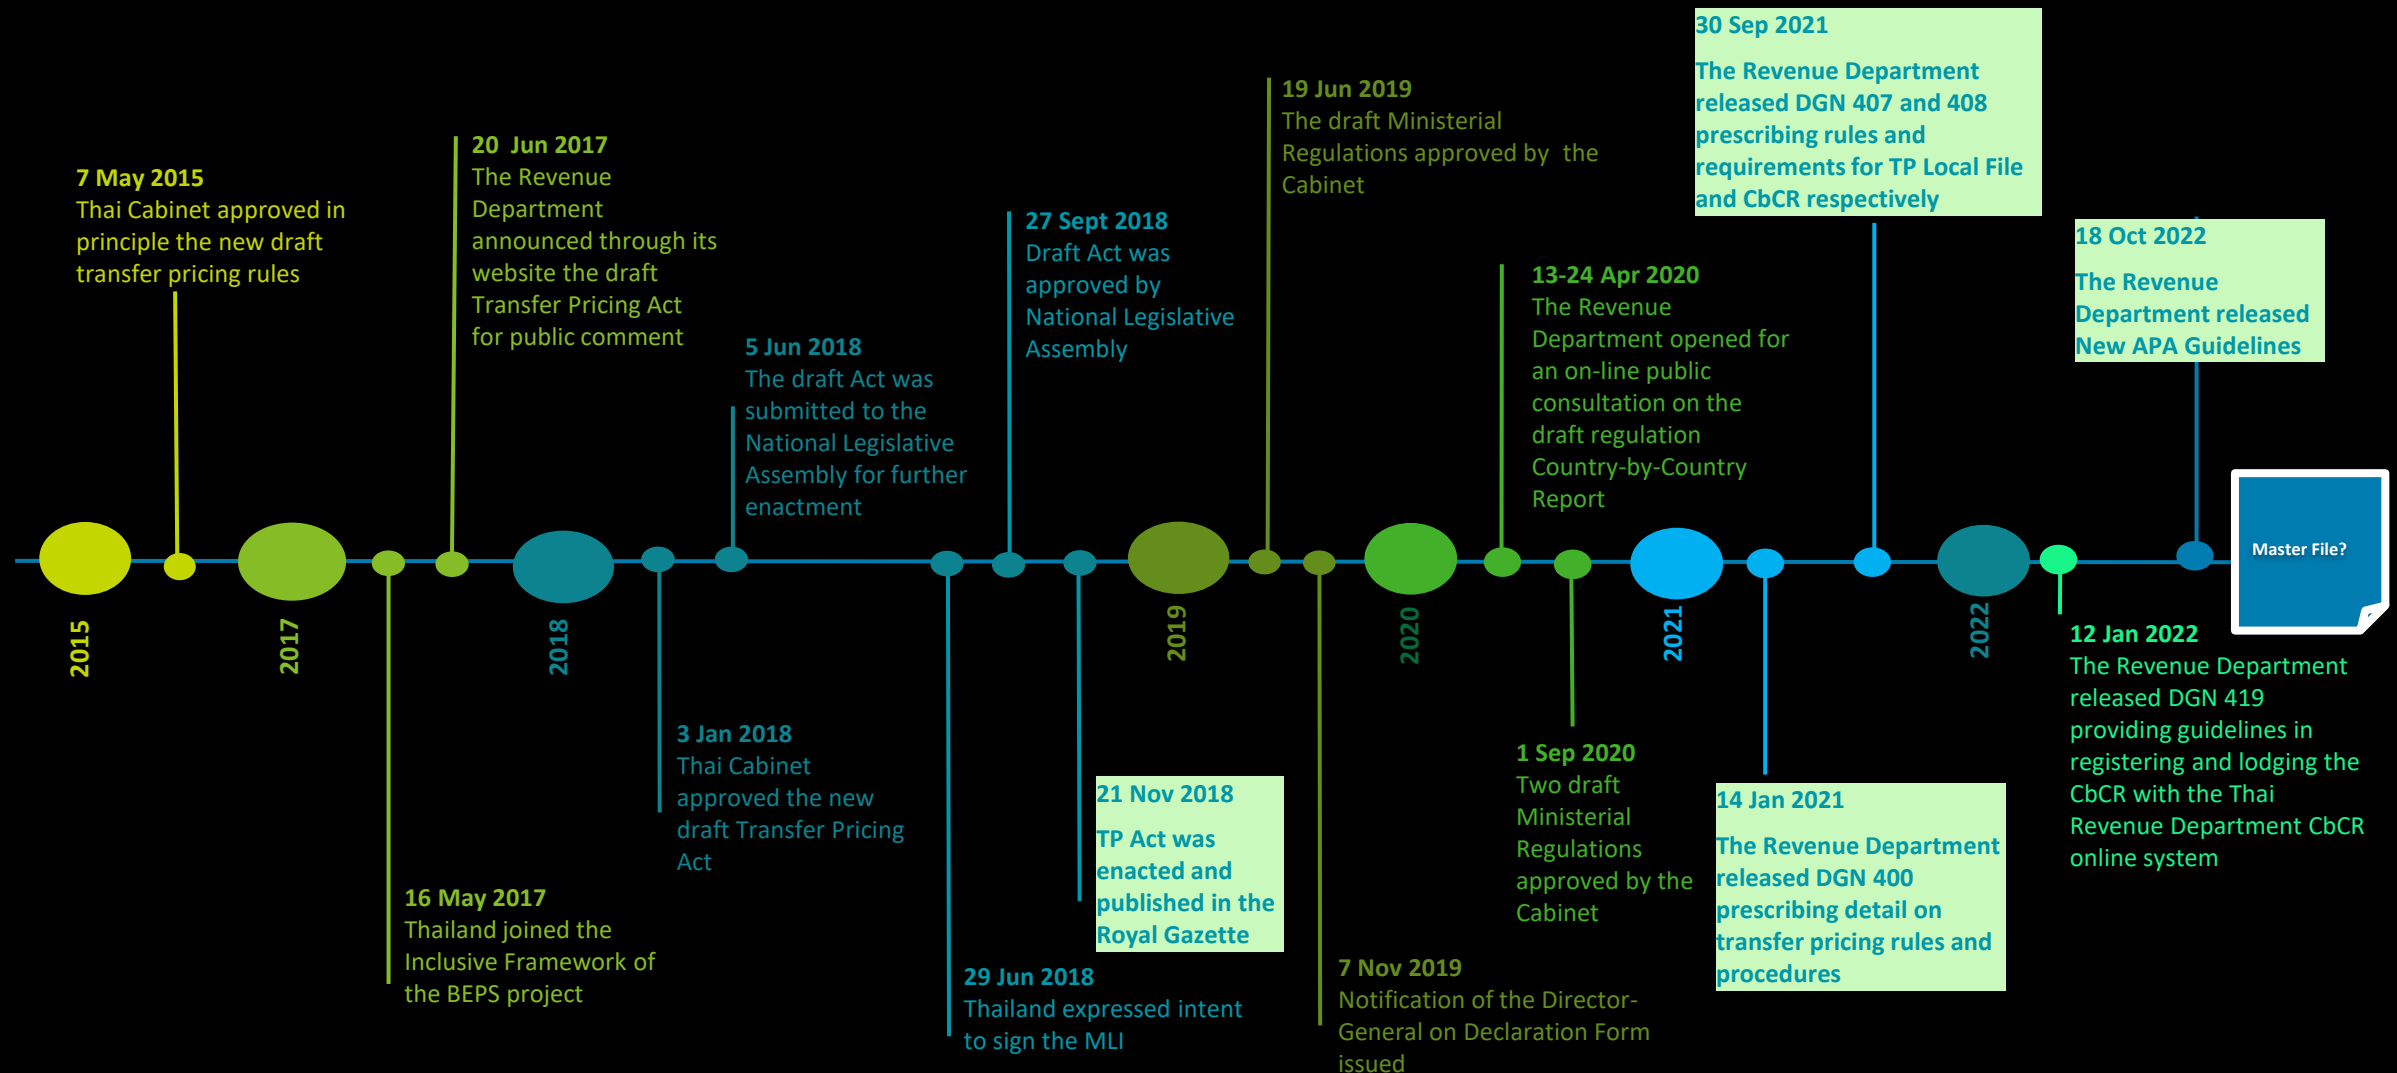 7 May 2015
Thai Cabinet approved in
principle the new draft
transfer pricing rules
20 Jun 2017
The Revenue
Department
announced through its
website the draft
Transfer Pricing Act
for public comment
5 Jun 2018
The draft Act was
submitted to the
National Legislative
Assembly for further
enactment
27 Sept 2018
Draft Act was
approved by
National Legislative
Assembly
19 Jun 2019
The draft Ministerial
Regulations approved by the
Cabinet
13-24 Apr 2020
The Revenue
Department opened for
an on-line public
consultation on the
draft regulation
Country-by-Country
Report
30 Sep 2021
The Revenue Department
released DGN 407 and 408
prescribing rules and
requirements for TP Local File
and CbCR respectively
18 Oct 2022
The Revenue
Department released
New APA Guidelines
Master File?
2015
2017
2018
2019
2020
2021
2022
16 May 2017
Thailand joined the
Inclusive Framework of
the BEPS project
3 Jan 2018
Thai Cabinet
approved the new
draft Transfer Pricing
Act
29 Jun 2018
Thailand expressed intent
to sign the MLI
21 Nov 2018
TP Act was
enacted and
published in the
Royal Gazette
7 Nov 2019
Notification of the Director-
General on Declaration Form
issued
1 Sep 2020
Two draft
Ministerial
Regulations
approved by the
Cabinet
14 Jan 2021
The Revenue Department
released DGN 400
prescribing detail on
transfer pricing rules and
procedures
12 Jan 2022
The Revenue Department
released DGN 419
providing guidelines in
registering and lodging the
CbCR with the Thai
Revenue Department CbCR
online system